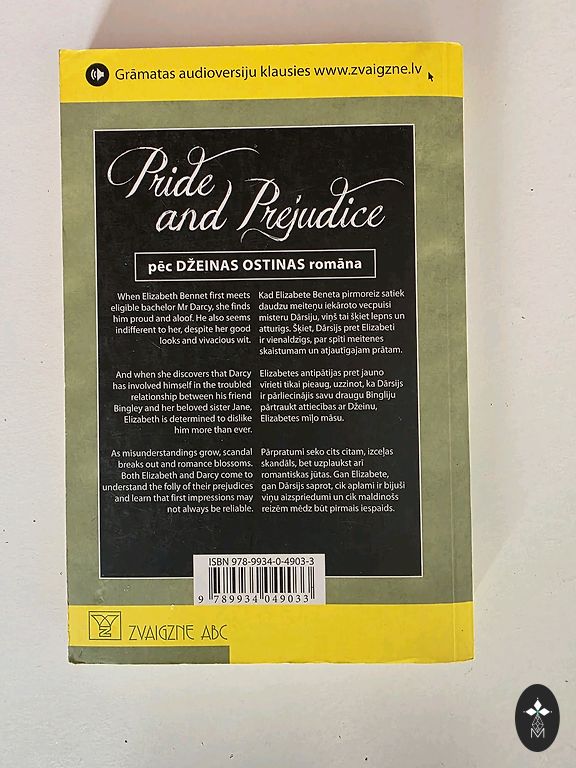 Grāmatas audioversiju klausies www.zvaigzne.lv
Pride
and Prejudice
pēc DŽEINAS OSTINAS romāna
When Elizabeth Bennet first meets
eligible bachelor Mr Darcy, she finds
him proud and aloof. He also seems
indifferent to her, despite her good
looks and vivacious wit.
And when she discovers that Darcy
has involved himself in the troubled
relationship between his friend
Bingley and her beloved sister Jane,
Elizabeth is determined to dislike
him more than ever.
As misunderstandings grow, scandal
breaks out and romance blossoms.
Both Elizabeth and Darcy come to
understand the folly of their prejudices
and learn that first impressions may
not always be reliable.
Kad Elizabete Beneta pirmoreiz satiek
daudzu meiteņu iekāroto vecpuisi
misteru Dārsiju, viņš tai šķiet lepns un
atturīgs. Šķiet, Dārsijs pret Elizabeti
ir vienaldzīgs, par spīti meitenes
skaistumam un atjautīgajam prātam.
Elizabetes antipātijas pret jauno
vīrieti tikai pieaug, uzzinot, ka Dārsijs
ir pārliecinājis savu draugu Bingliju
pārtraukt attiecības ar Džeinu,
Elizabetes mīļo māsu.
Pārpratumi seko cits citam, izceļas
skandāls, bet uzplaukst arī
romantiskas jūtas. Gan Elizabete,
gan Dārsijs saprot, cik aplami ir bijuši
viņu aizspriedumi un cik maldinošs
reizēm mēdz būt pirmais iespaids.
ISBN 978-9934-0-4903-3
9 789934 049033
ZVAIGZNE ABC
M